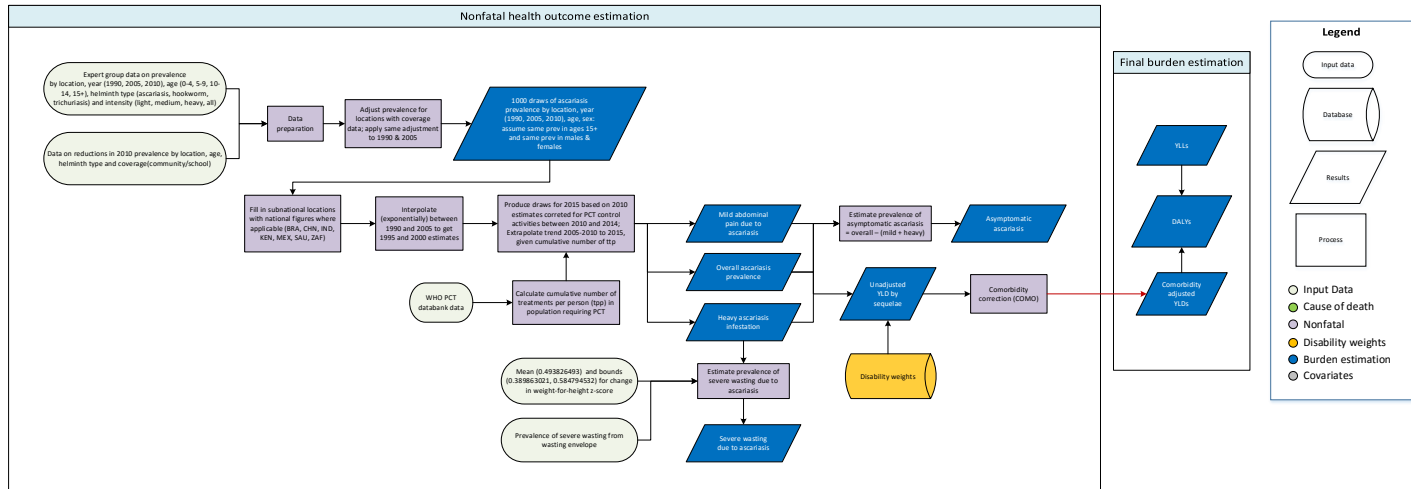 Nonfatal health outcome estimation
Expert group data on prevalence
by location, year (1990, 2005, 2010), age (0-4, 5-9, 10-
14, 15+), helminth type (ascariasis, hookworm,
trichuriasis) and intensity (light, medium, heavy, all)
Data on reductions in 2010 prevalence by location, age,
helminth type and coverage(community/school)
Data
preparation
Adjust prevalence for
locations with coverage
data; apply same adjustment
to 1990 & 2005
1000 draws of ascariasis
prevalence by location, year
(1990, 2005, 2010), age, sex:
assume same prev in ages 15+
and same prev in males &
females
Fill in subnational locations
with national figures where
applicable (BRA, CHN, IND,
KEN, MEX, SAU, ZAF)
Interpolate
(exponentially) between
1990 and 2005 to get
1995 and 2000 estimates
Produce draws for 2015 based on 2010
estimates correted for PCT control
activities between 2010 and 2014;
Extrapolate trend 2005-2010 to 2015,
given cumulative number of ttp
WHO PCT
databank data
Calculate cumulative number of
treatments per person (tpp) in
population requiring PCT
Mild abdominal
pain due to
ascariasis
Overall ascariasis
prevalence
Heavy ascariasis
infestation
Estimate prevalence of
asymptomatic ascariasis
= overall – (mild + heavy)
Asymptomatic
ascariasis
Unadjusted
YLD by
sequelae
Comorbidity
correction (COMO)
Disability weights
Mean (0.493826493) and bounds
(0.389863021, 0.584794532) for change
in weight-for-height z-score
Prevalence of severe wasting from
wasting envelope
Estimate prevalence of
severe wasting due to
ascariasis
Severe wasting
due to ascariasis
Final burden estimation
YLLs
DALYs
Comorbidity
adjusted
YLDs
Legend
Input data
Database
Results
Process
Input Data
Cause of death
Nonfatal
Disability weights
Burden estimation
Covariates